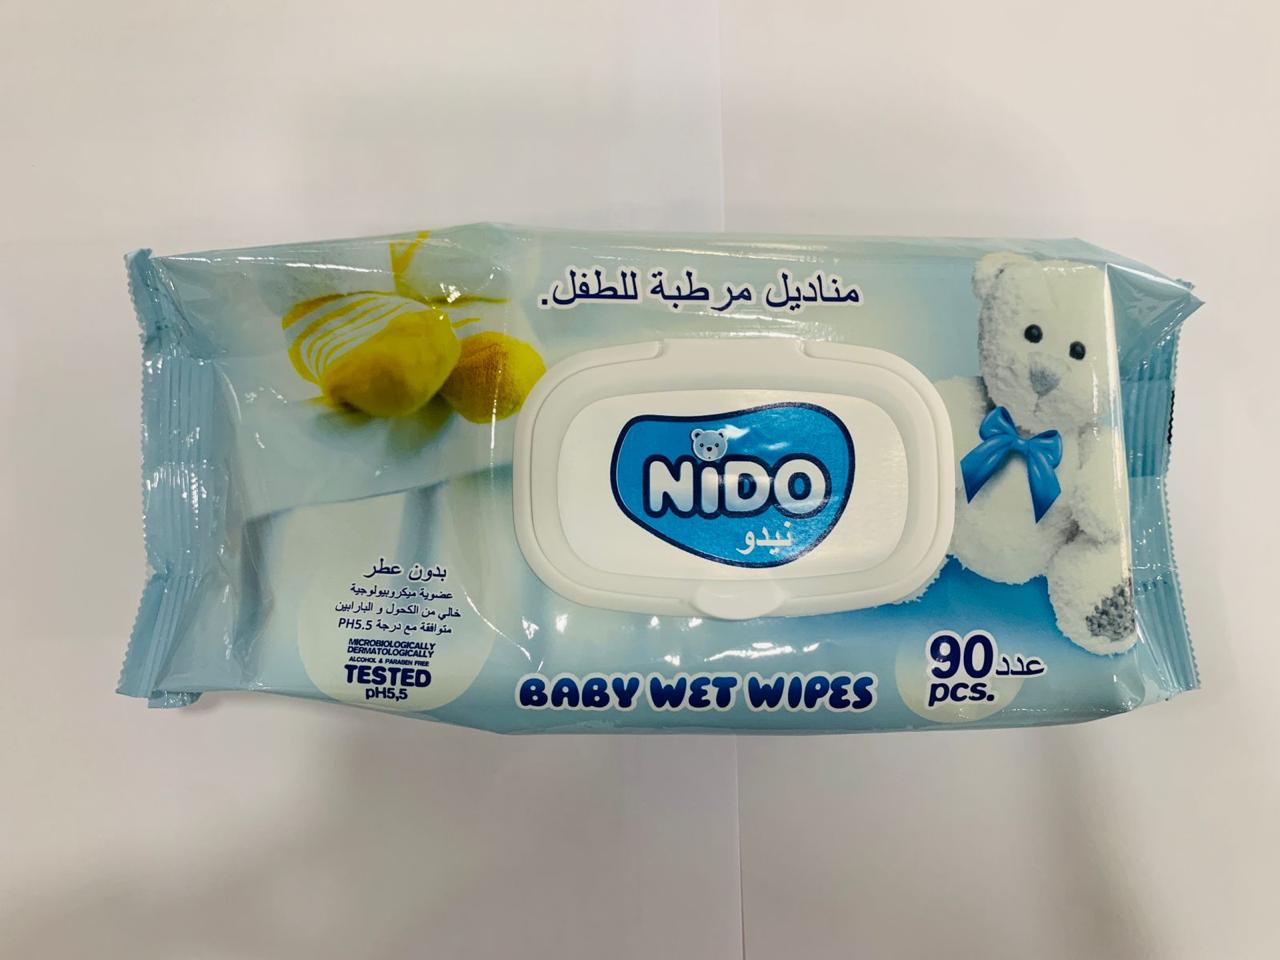 مناديل مرطبة للطفل.
NiDO
نيدو
بدون عطر
عضوية ميكروبيولوجية
خالي من الكحول و البارابين
متوافقة مع درجة PH5.5
MICROBIOLOGICALLY
DERMATOLOGICALLY
ALCOHOL & PARABEN FREE
TESTED
pH5,5
BABY WET WIPES
90 عدد
pcs.